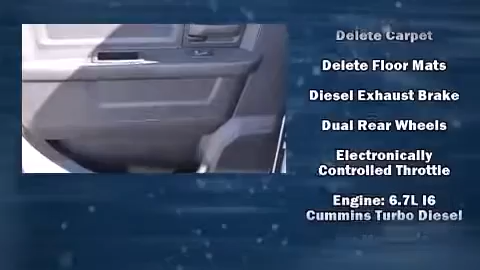 Delete Carpet
Delete Floor Mats
Diesel Exhaust Brake
Dual Rear Wheels
Electronically
Controlled Throttle
Engine: 6.7L I6
Cummins Turbo Diesel